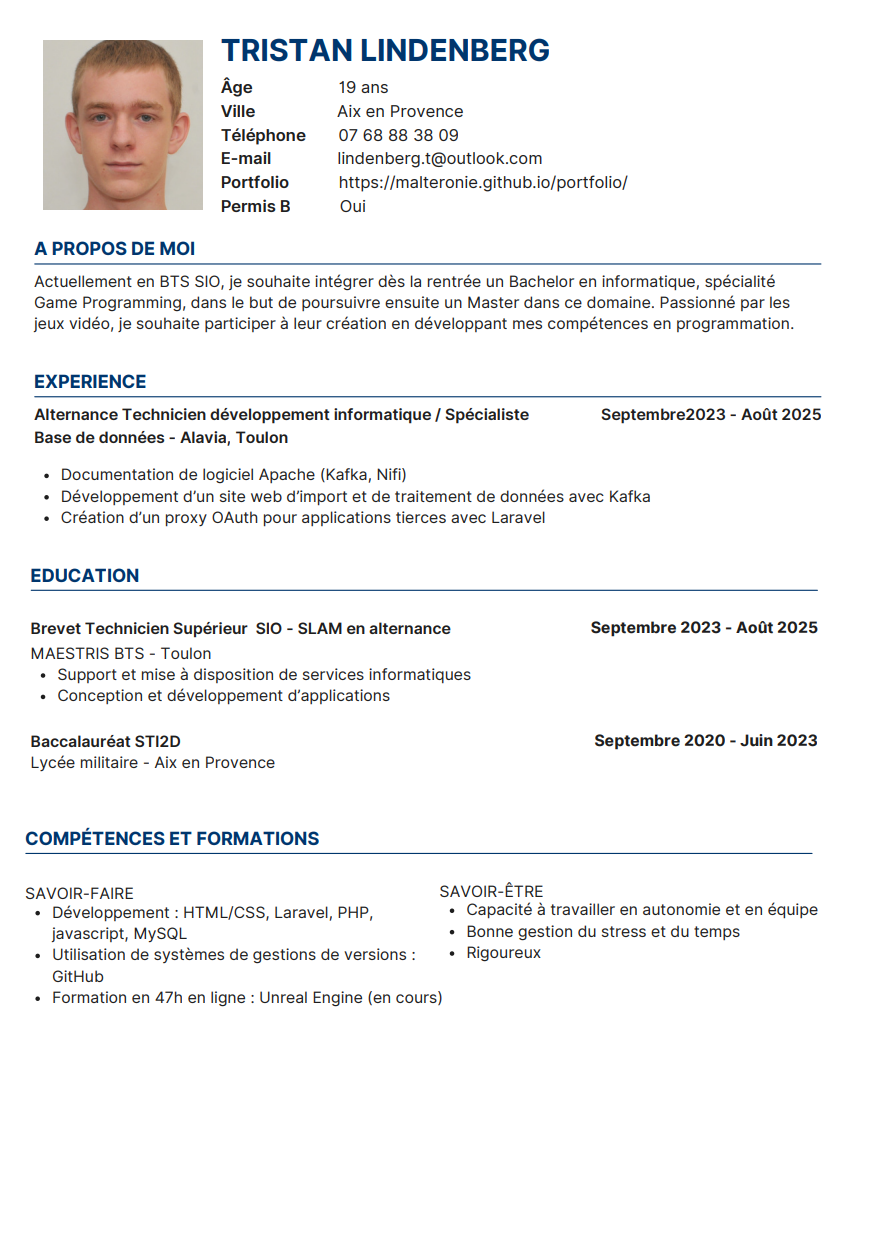 TRISTAN LINDENBERG
Âge 19 ans
Ville Aix en Provence
Téléphone 07 68 88 38 09
E-mail lindenberg.t@outlook.com
Portfolio https://malteronie.github.io/portfolio/
Permis B Oui
A PROPOS DE MOI
Actuellement en BTS SIO, je souhaite intégrer dès la rentrée un Bachelor en informatique, spécialité
Game Programming, dans le but de poursuivre ensuite un Master dans ce domaine. Passionné par les
jeux vidéo, je souhaite participer à leur création en développant mes compétences en programmation.
EXPERIENCE
Alternance Technicien développement informatique / Spécialiste Septembre2023 - Août 2025
Base de données - Alavia, Toulon
• Documentation de logiciel Apache (Kafka, Nifi)
• Développement d’un site web d’import et de traitement de données avec Kafka
• Création d’un proxy OAuth pour applications tierces avec Laravel
EDUCATION
Brevet Technicien Supérieur SIO - SLAM en alternance Septembre 2023 - Août 2025
MAESTRIS BTS - Toulon
• Support et mise à disposition de services informatiques
• Conception et développement d’applications
Baccalauréat STI2D Septembre 2020 - Juin 2023
Lycée militaire - Aix en Provence
COMPÉTENCES ET FORMATIONS
SAVOIR-FAIRE
• Développement : HTML/CSS, Laravel, PHP,
javascript, MySQL
• Utilisation de systèmes de gestions de versions :
GitHub
• Formation en 47h en ligne : Unreal Engine (en cours)
SAVOIR-ÊTRE
• Capacité à travailler en autonomie et en équipe
• Bonne gestion du stress et du temps
• Rigoureux